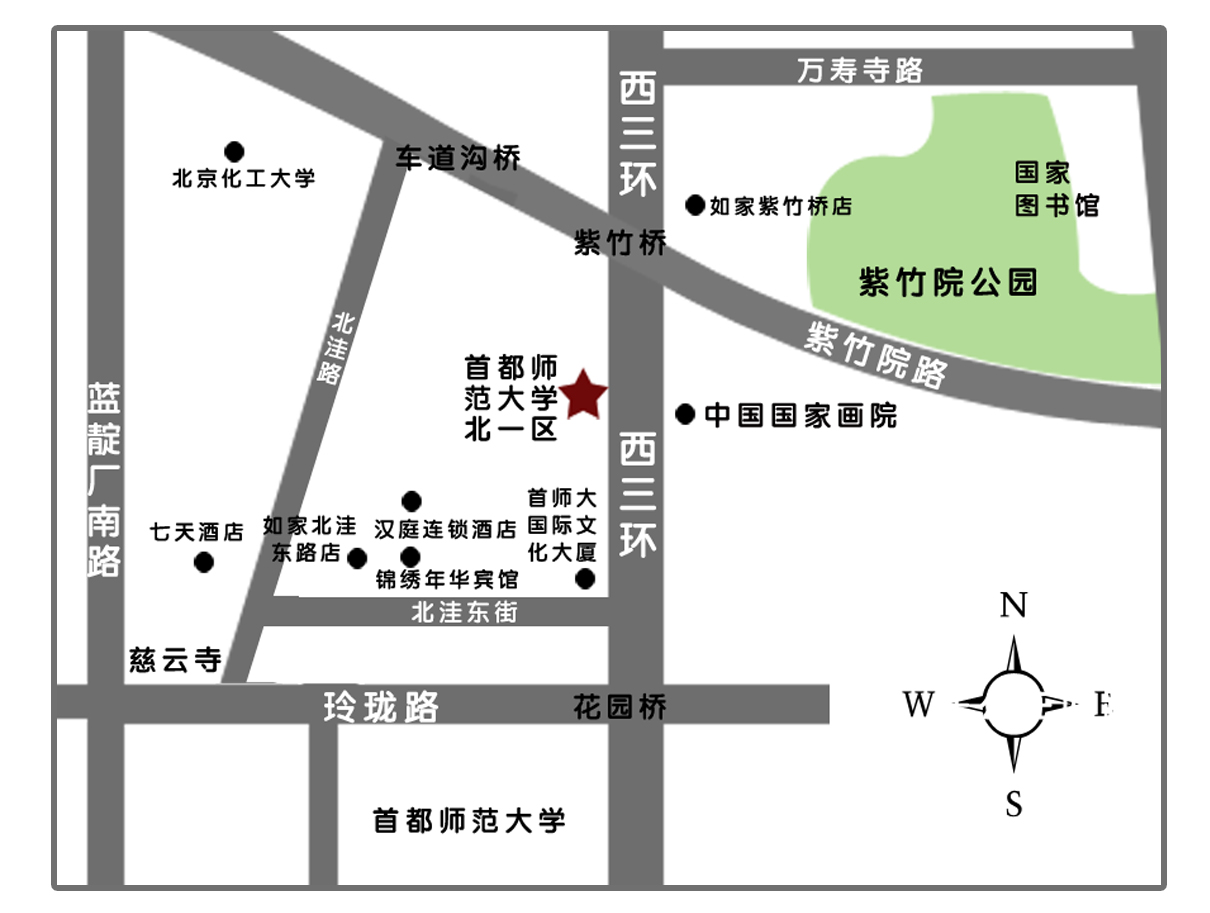 万寿寺路
西三环
车道沟桥
北京化工大学
国家
图书馆
如家紫竹桥店
紫竹桥
紫竹院公园
北洼路
紫竹院路
首都师
范大学
北一区
蓝靛厂南路
中国国家画院
西三环
首师大
国际文
化大厦
七天酒店
如家北洼
东路店
汉庭连锁酒店
锦绣年华宾馆
北洼东街
N
慈云寺
玲珑路
花园桥
W
E
S
首都师范大学